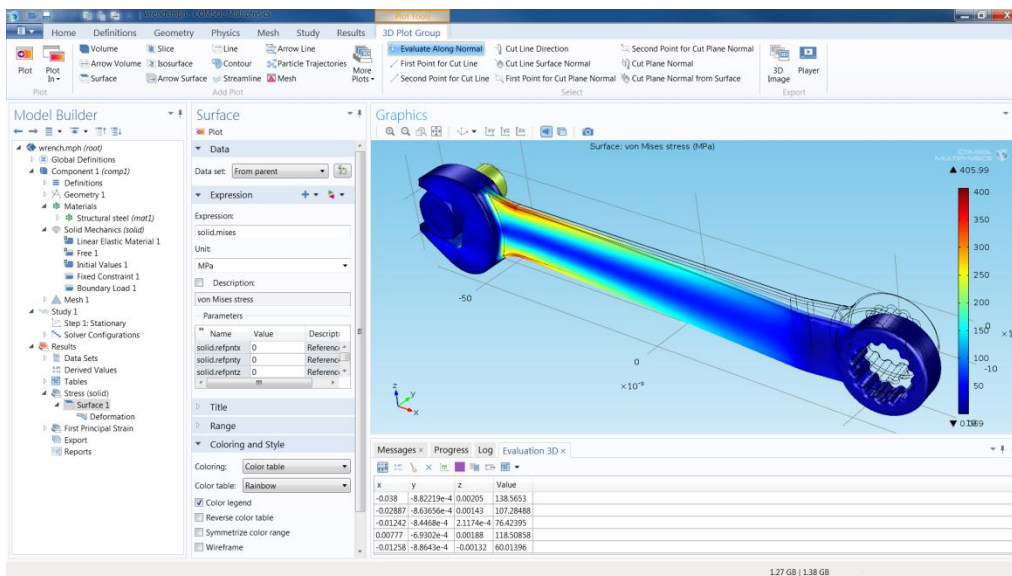 wrench.mph - COMSOL Multiphysics
Plot Tools
Home Definitions Geometry Physics Mesh Study Results 3D Plot Group
Volume Slice Line Arrow Line Evaluate Along Normal Cut Line Direction Second Point for Cut Plane Normal
Arrow Volume Isosurface Contour Particle Trajectories First Point for Cut Line Cut Line Surface Normal Cut Plane Normal
Surface Arrow Surface Streamline Mesh Second Point for Cut Line First Point for Cut Plane Normal Cut Plane Normal from Surface
Plot Plot In More Plots 3D Image Player
Plot Add Plot Select Export
Model Builder
wrench.mph (root)
Global Definitions
Component 1 (comp1)
Definitions
Geometry 1
Materials
Structural steel (mat1)
Solid Mechanics (solid)
Linear Elastic Material 1
Free 1
Initial Values 1
Fixed Constraint 1
Boundary Load 1
Mesh 1
Study 1
Step 1: Stationary
Solver Configurations
Results
Data Sets
Derived Values
Tables
Stress (solid)
Surface 1
Deformation
First Principal Strain
Export
Reports
Surface
Plot
Data
Data set: From parent
Expression
Expression:
solid.mises
Unit:
MPa
Description:
von Mises stress
Parameters
Name Value Descripti
solid.refpntx 0 Referenc
solid.refpnty 0 Referenc
solid.refpntz 0 Referenc
Title
Range
Coloring and Style
Coloring: Color table
Color table: Rainbow
Color legend
Reverse color table
Symmetrize color range
Wireframe
Graphics
xy yz xz
Surface: von Mises stress (MPa)
COMSOL
MULTIPHYSICS
405.99
400
350
300
250
200
150
100
50
-50
0
×10⁻³
-10
z
y
x
Messages Progress Log Evaluation 3D
x y z Value
-0.038 -8.82219e-4 0.00205 138.5653
-0.02887 -8.63656e-4 0.00143 107.28488
-0.01242 -8.4468e-4 2.1174e-4 76.42395
0.00777 -6.9302e-4 0.00188 118.50858
-0.01258 -8.8643e-4 -0.00132 60.01396
1.27 GB | 1.38 GB